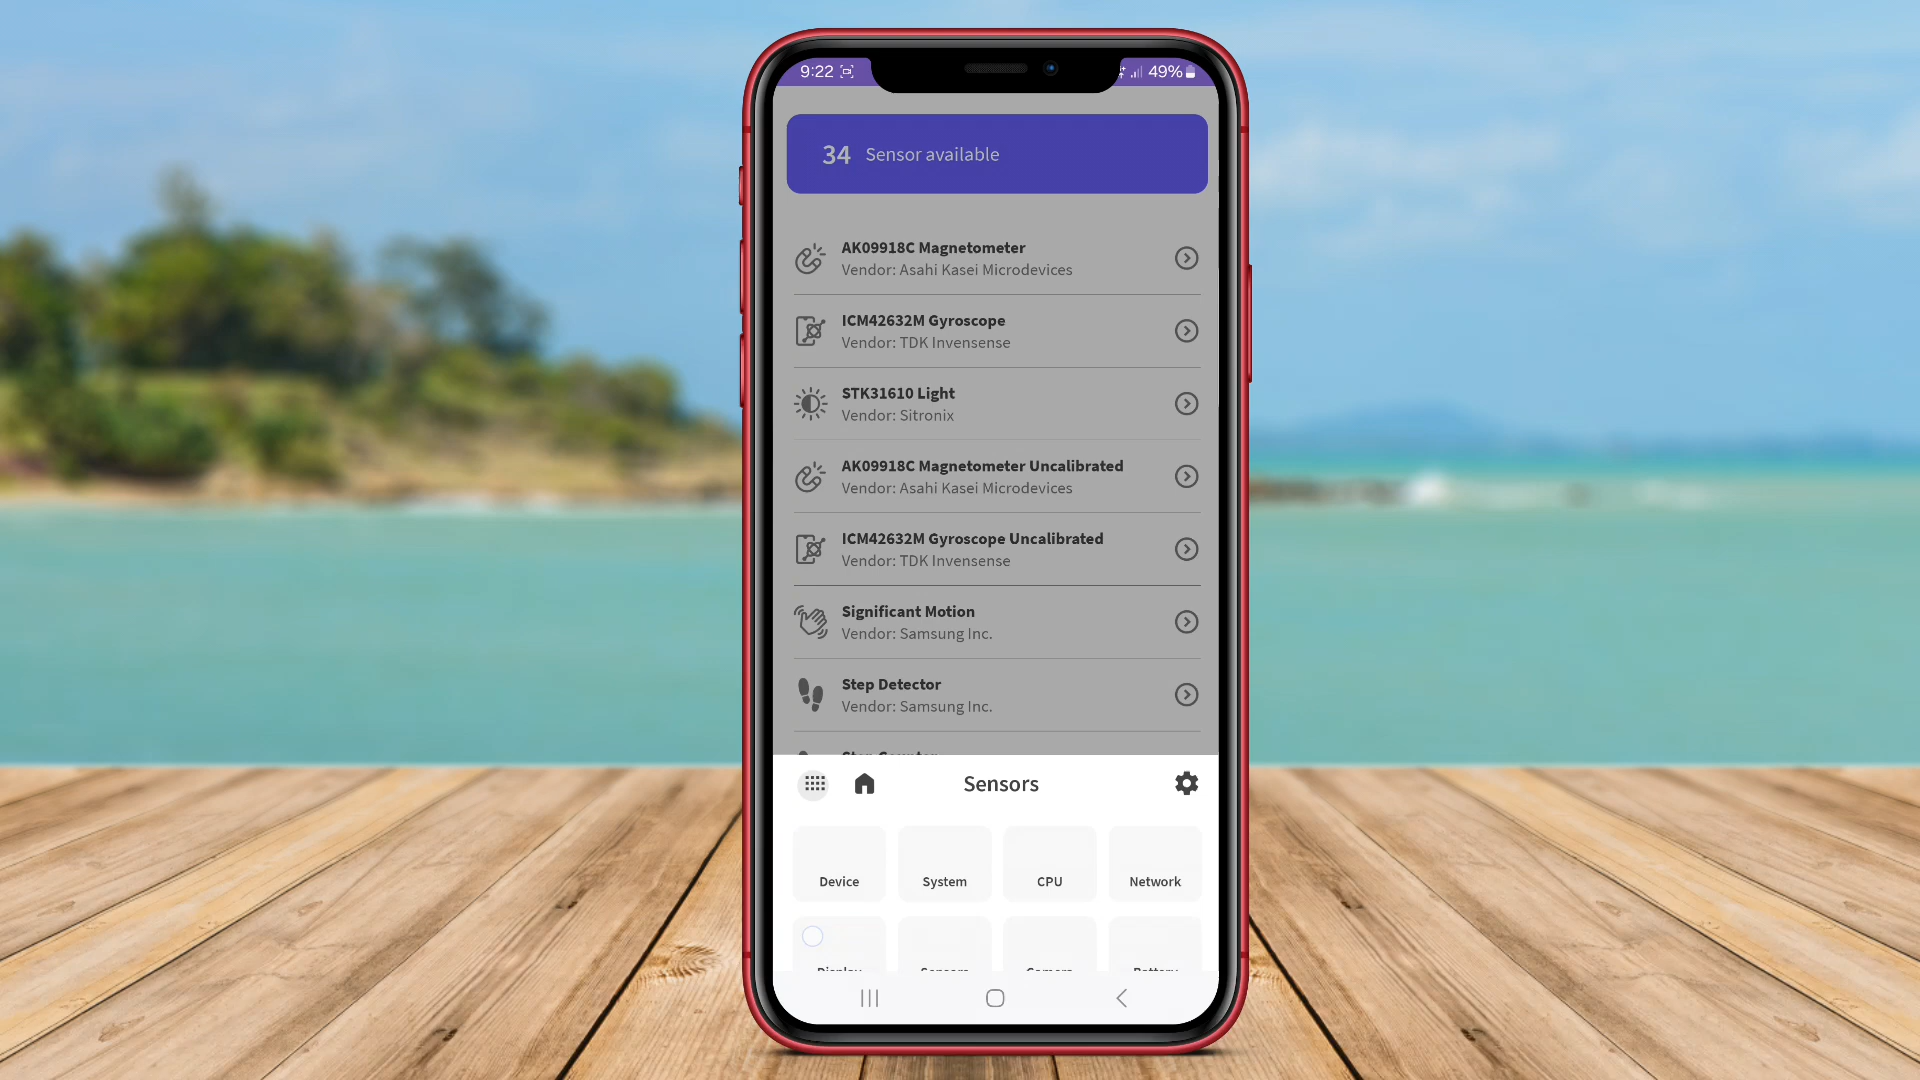 9:22
49%
34 Sensor available
AK09918C Magnetometer
Vendor: Asahi Kasei Microdevices
ICM42632M Gyroscope
Vendor: TDK Invensense
STK31610 Light
Vendor: Sitronix
AK09918C Magnetometer Uncalibrated
Vendor: Asahi Kasei Microdevices
ICM42632M Gyroscope Uncalibrated
Vendor: TDK Invensense
Significant Motion
Vendor: Samsung Inc.
Step Detector
Vendor: Samsung Inc.
Step Counter
Sensors
Device System CPU Network
Display Sensors Camera Battery